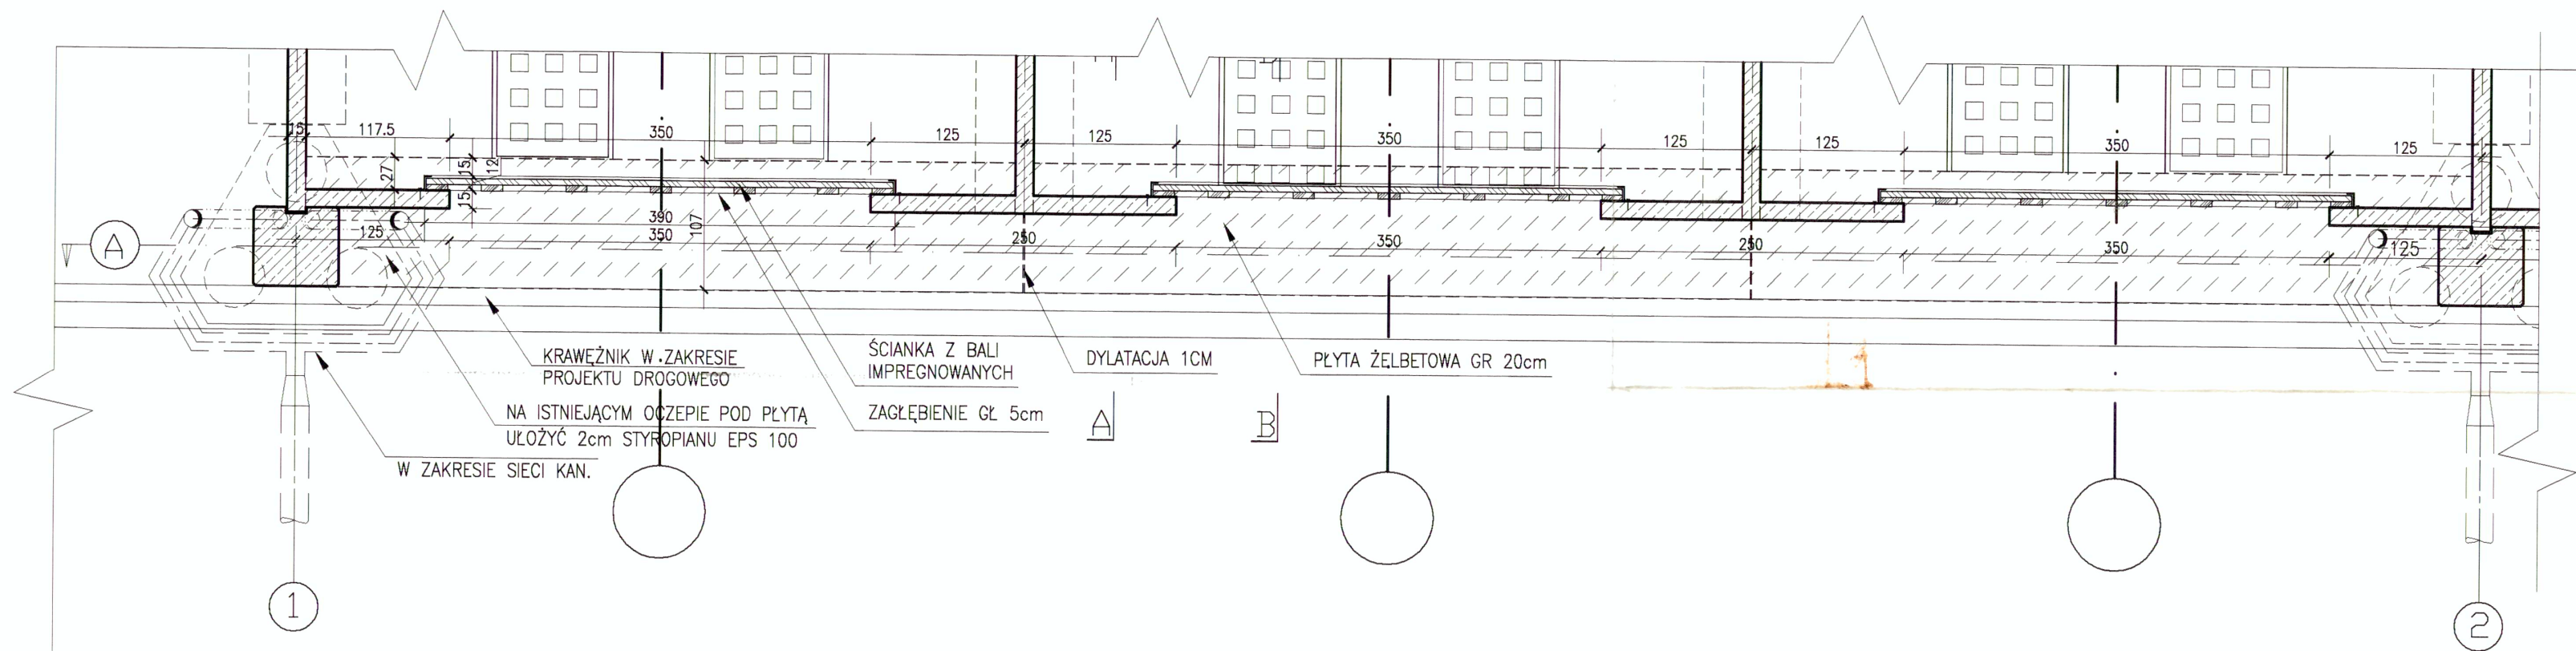 15
117.5
350
125
125
350
125
125
350
125
27
15
12
15
390
107
125
350
250
350
250
350
125
A
KRAWĘŻNIK W ZAKRESIE
PROJEKTU DROGOWEGO
ŚCIANKA Z BALI
IMPREGNOWANYCH
DYLATACJA 1CM
PŁYTA ŻELBETOWA GR 20cm
NA ISTNIEJĄCYM OCZEPIE POD PŁYTĄ
UŁOŻYĆ 2cm STYROPIANU EPS 100
ZAGŁĘBIENIE GŁ 5cm
A
B
W ZAKRESIE SIECI KAN.
1
2